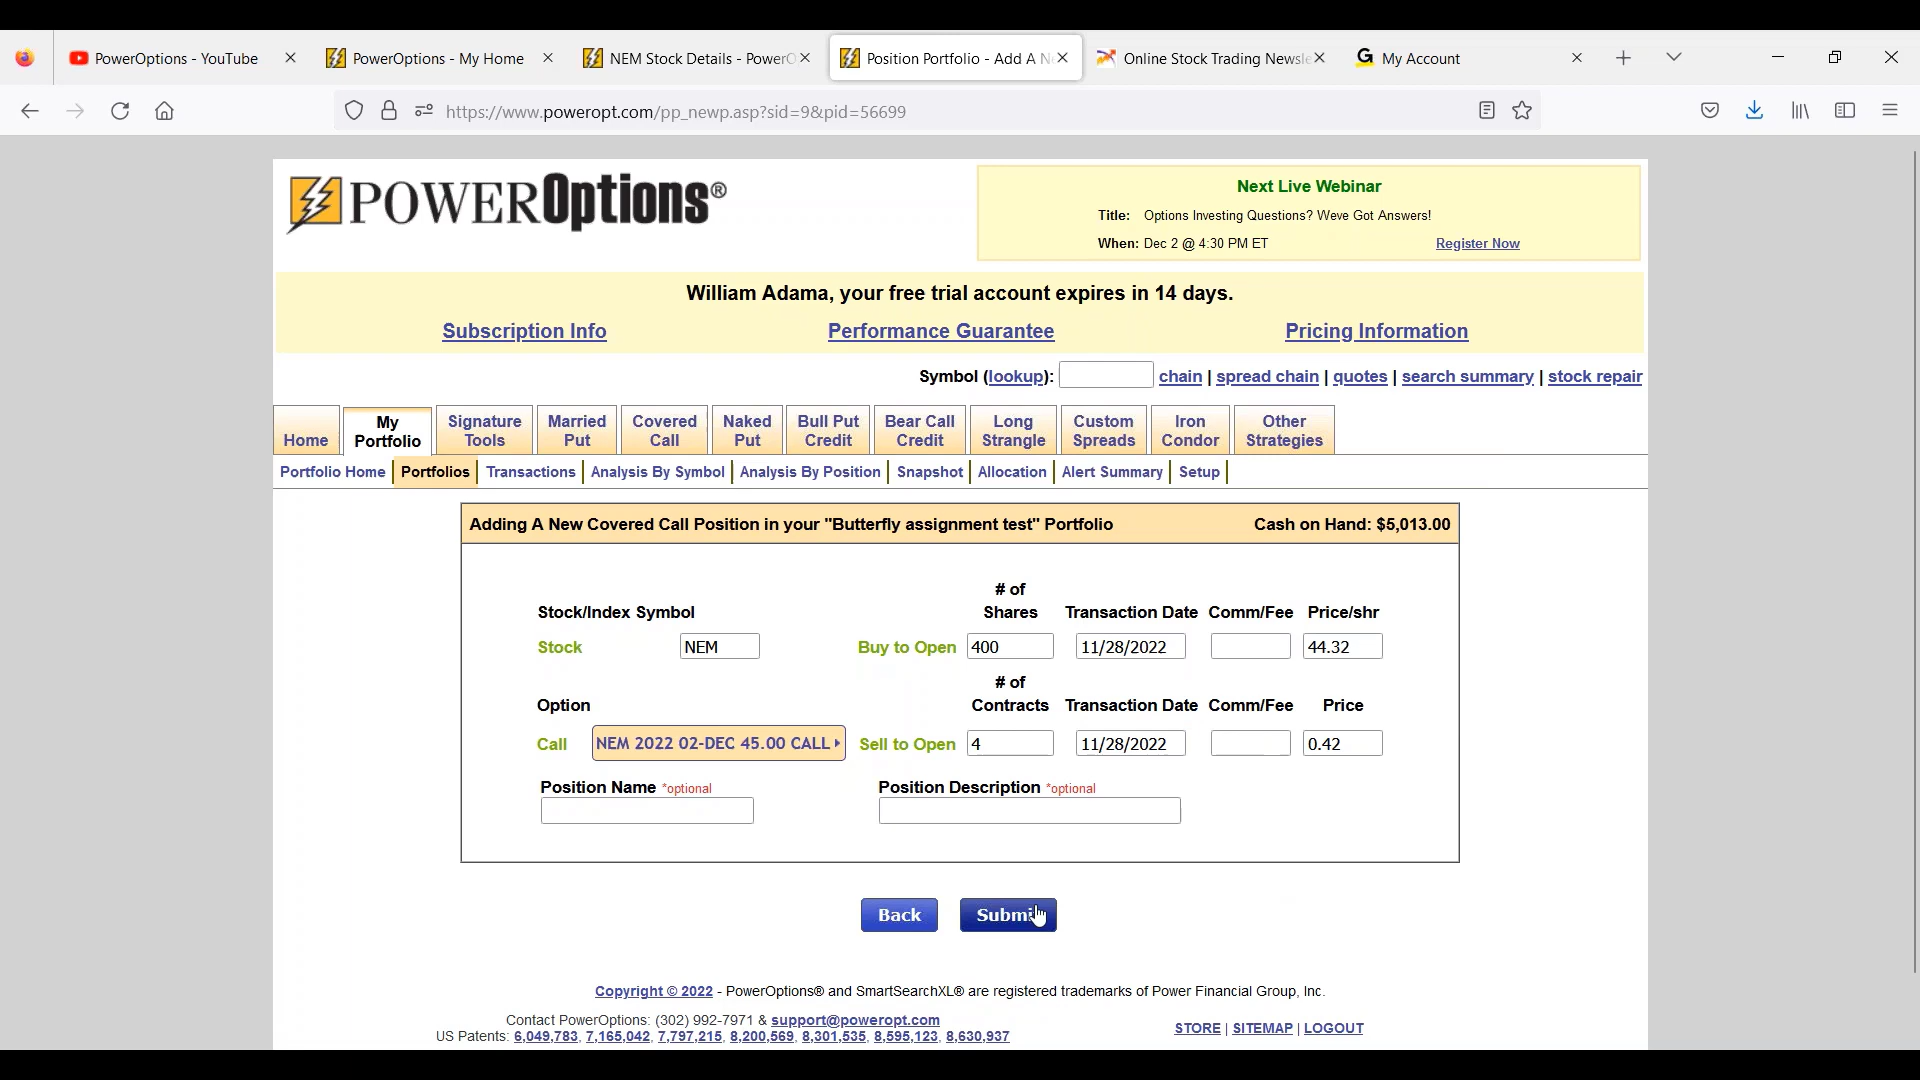 PowerOptions - YouTube
PowerOptions - My Home
NEM Stock Details - PowerO
Position Portfolio - Add A N
Online Stock Trading Newsle
My Account
https://www.poweropt.com/pp_newp.asp?sid=9&pid=56699
POWEROptions®
Next Live Webinar
Title: Options Investing Questions? Weve Got Answers!
When: Dec 2 @ 4:30 PM ET Register Now
William Adama, your free trial account expires in 14 days.
Subscription Info Performance Guarantee Pricing Information
Symbol (lookup): chain | spread chain | quotes | search summary | stock repair
Home
My Portfolio
Signature Tools
Married Put
Covered Call
Naked Put
Bull Put Credit
Bear Call Credit
Long Strangle
Custom Spreads
Iron Condor
Other Strategies
Portfolio Home Portfolios Transactions Analysis By Symbol Analysis By Position Snapshot Allocation Alert Summary Setup
Adding A New Covered Call Position in your "Butterfly assignment test" Portfolio Cash on Hand: $5,013.00
# of
Stock/Index Symbol Shares Transaction Date Comm/Fee Price/shr
Stock NEM Buy to Open 400 11/28/2022 44.32
# of
Option Contracts Transaction Date Comm/Fee Price
Call NEM 2022 02-DEC 45.00 CALL Sell to Open 4 11/28/2022 0.42
Position Name *optional Position Description *optional
Back Submit
Copyright © 2022 - PowerOptions® and SmartSearchXL® are registered trademarks of Power Financial Group, Inc.
Contact PowerOptions: (302) 992-7971 & support@poweropt.com
STORE | SITEMAP | LOGOUT
US Patents: 6,049,783, 7,165,042, 7,797,215, 8,200,569, 8,301,535, 8,595,123, 8,630,937